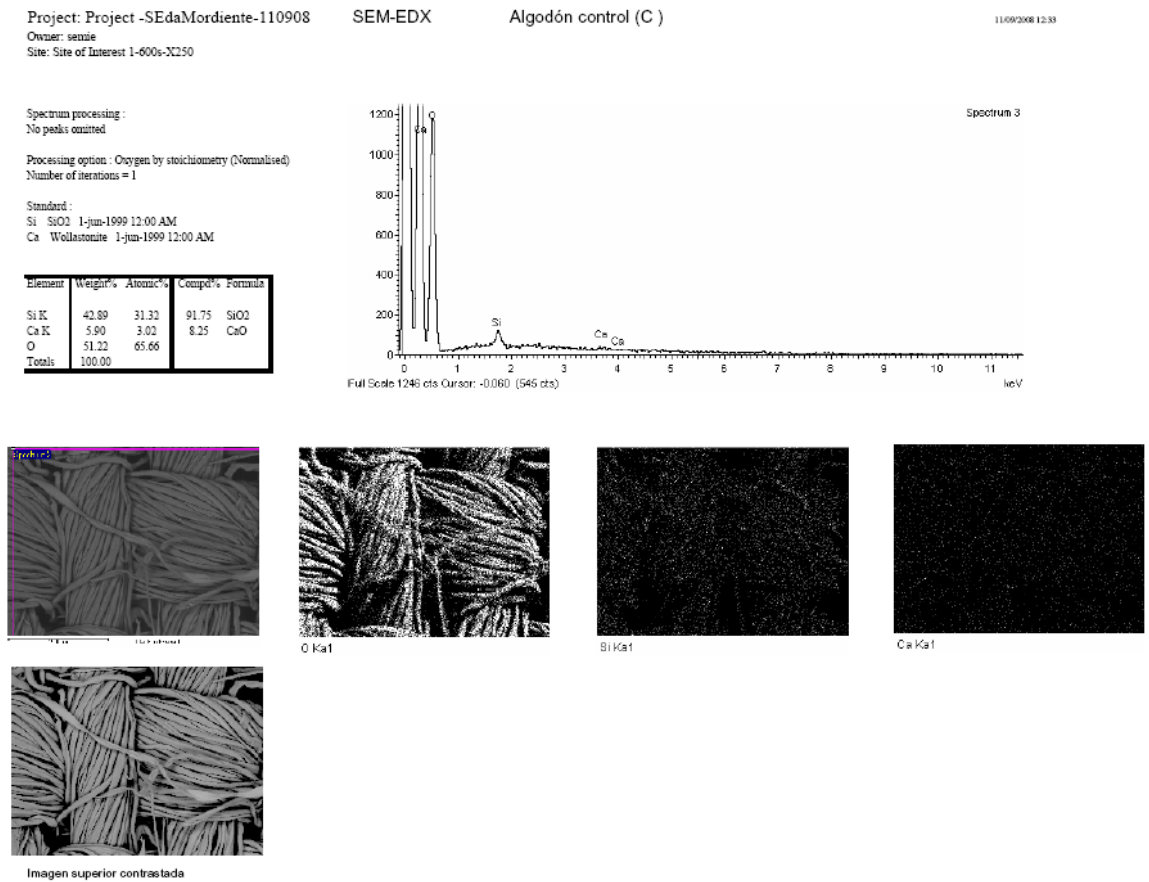 Project: Project -SEdaMordiente-110908 SEM-EDX Algodón control (C )
11/09/2008 12:33
Owner: semie
Site: Site of Interest 1-600s-X250
Spectrum processing :
No peaks omitted
Processing option : Oxygen by stoichiometry (Normalised)
Number of iterations = 1
Standard :
Si SiO2 1-jun-1999 12:00 AM
Ca Wollastonite 1-jun-1999 12:00 AM
Element Weight% Atomic% Compd% Formula
Si K 42.89 31.32 91.75 SiO2
Ca K 5.90 3.02 8.25 CaO
O 51.22 65.66
Totals 100.00
Spectrum 3
1200
1000
800
600
400
200
0
Ca O
Si
Ca
Ca
0 1 2 3 4 5 6 7 8 9 10 11
Full Scale 1246 cts Cursor: -0.060 (545 cts)
keV
O Ka1
Si Ka1
Ca Ka1
Imagen superior contrastada